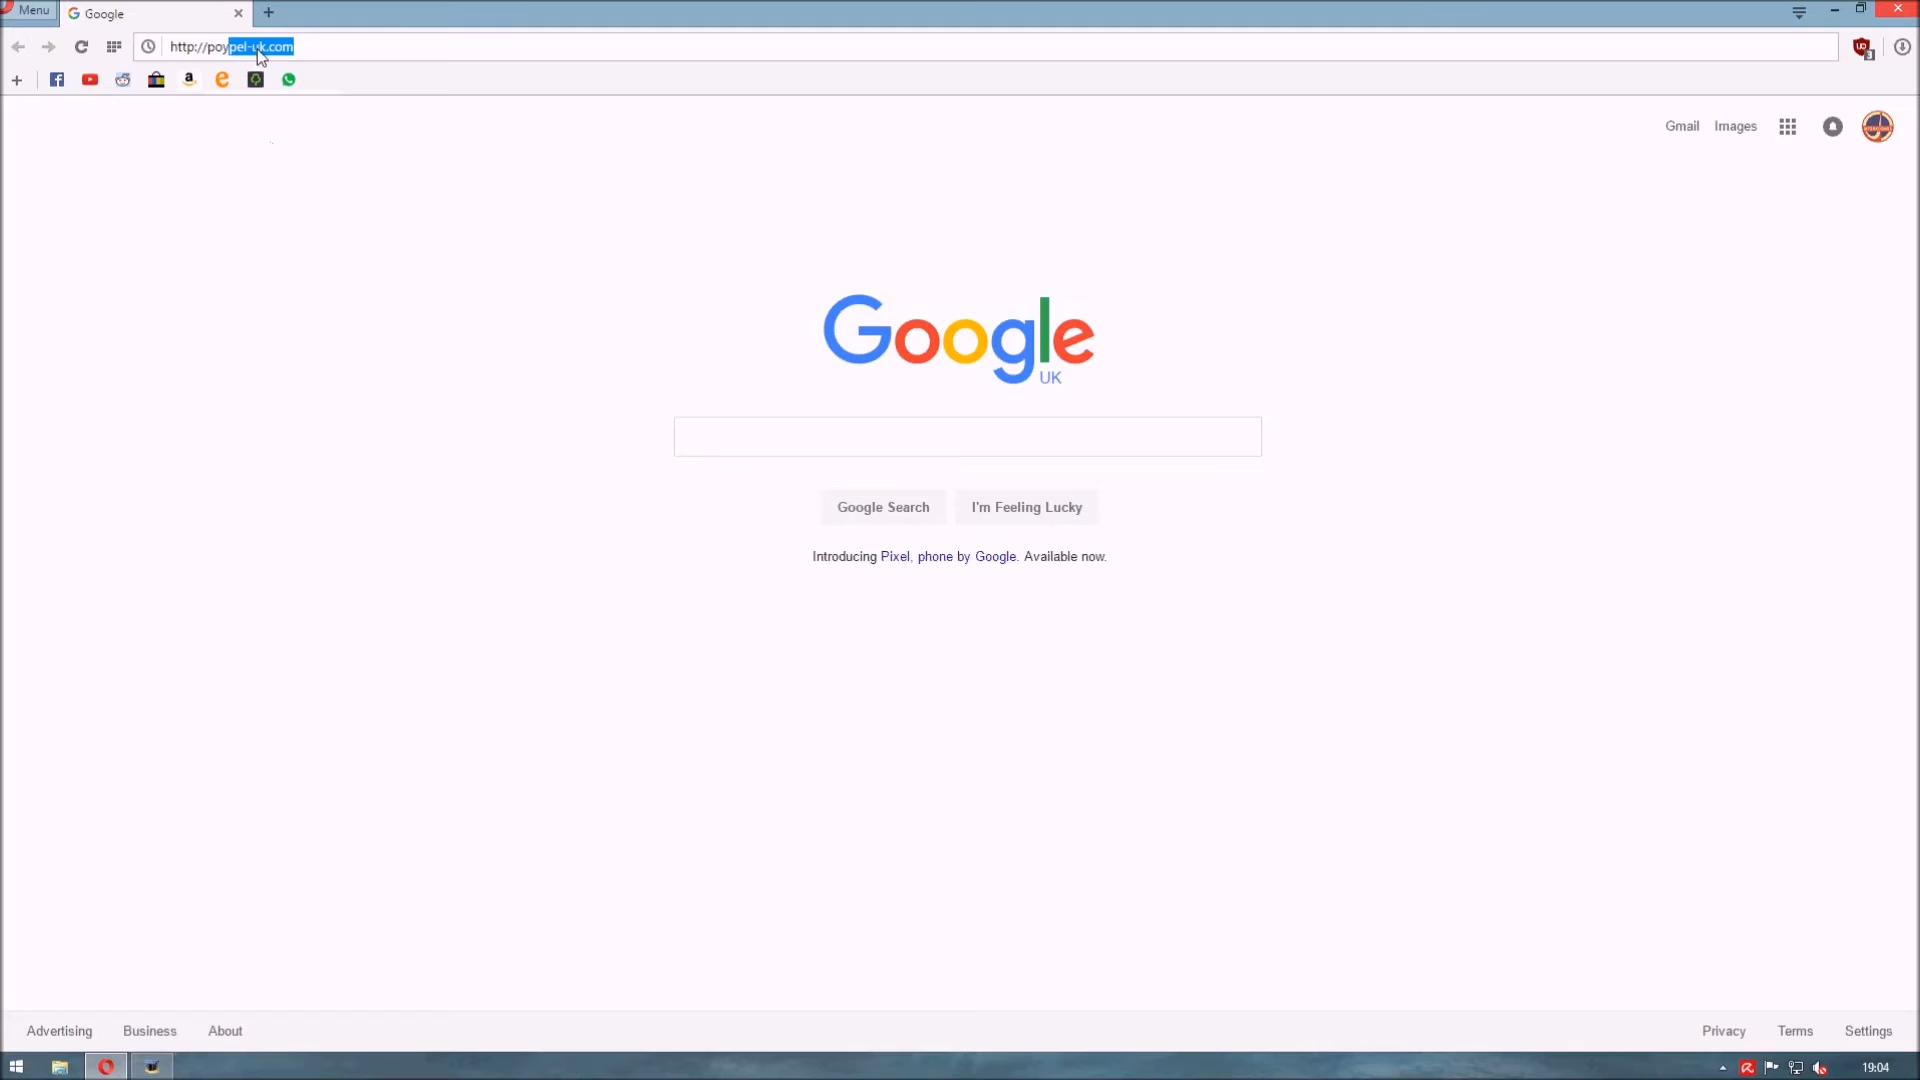 Menu
Google
http://poypel-uk.com
Gmail Images
Google
UK
Google Search I'm Feeling Lucky
Introducing Pixel, phone by Google. Available now.
Advertising Business About
Privacy Terms Settings
19:04